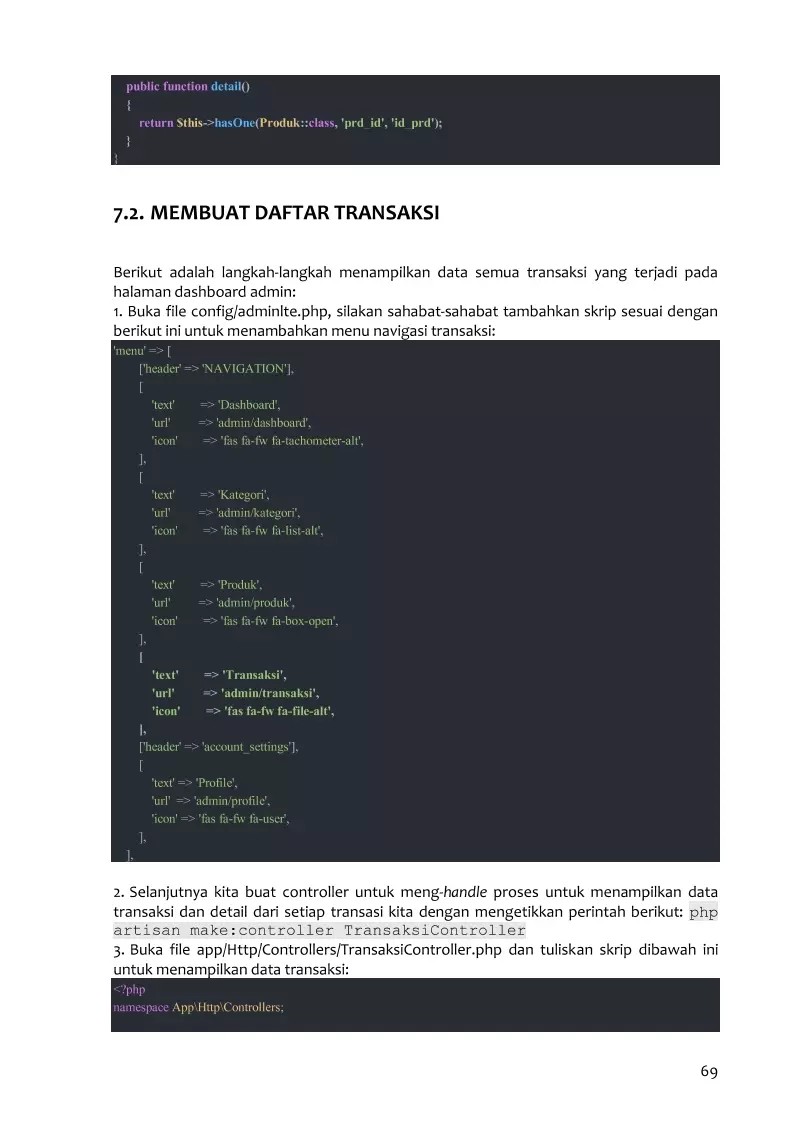 public function detail()
{
return $this->hasOne(Produk::class, 'prd_id', 'id_prd');
}
}
7.2. MEMBUAT DAFTAR TRANSAKSI
Berikut adalah langkah-langkah menampilkan data semua transaksi yang terjadi pada
halaman dashboard admin:
1. Buka file config/adminlte.php, silakan sahabat-sahabat tambahkan skrip sesuai dengan
berikut ini untuk menambahkan menu navigasi transaksi:
'menu' => [
['header' => 'NAVIGATION'],
[
'text' => 'Dashboard',
'url' => 'admin/dashboard',
'icon' => 'fas fa-fw fa-tachometer-alt',
],
[
'text' => 'Kategori',
'url' => 'admin/kategori',
'icon' => 'fas fa-fw fa-list-alt',
],
[
'text' => 'Produk',
'url' => 'admin/produk',
'icon' => 'fas fa-fw fa-box-open',
],
[
'text' => 'Transaksi',
'url' => 'admin/transaksi',
'icon' => 'fas fa-fw fa-file-alt',
],
['header' => 'account_settings'],
[
'text' => 'Profile',
'url' => 'admin/profile',
'icon' => 'fas fa-fw fa-user',
],
],
2. Selanjutnya kita buat controller untuk meng-handle proses untuk menampilkan data
transaksi dan detail dari setiap transasi kita dengan mengetikkan perintah berikut: php
artisan make:controller TransaksiController
3. Buka file app/Http/Controllers/TransaksiController.php dan tuliskan skrip dibawah ini
untuk menampilkan data transaksi:
<?php
namespace App\Http\Controllers;
69